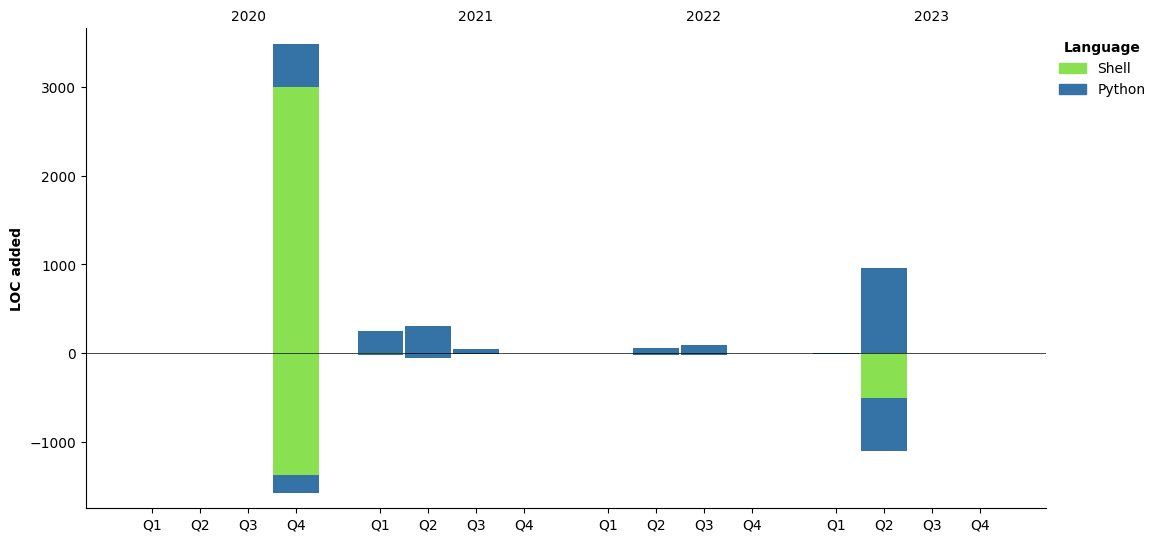 2020 2021 2022 2023
Language
Shell
Python
3000
2000
1000
0
−1000
LOC added
Q1 Q2 Q3 Q4 Q1 Q2 Q3 Q4 Q1 Q2 Q3 Q4 Q1 Q2 Q3 Q4